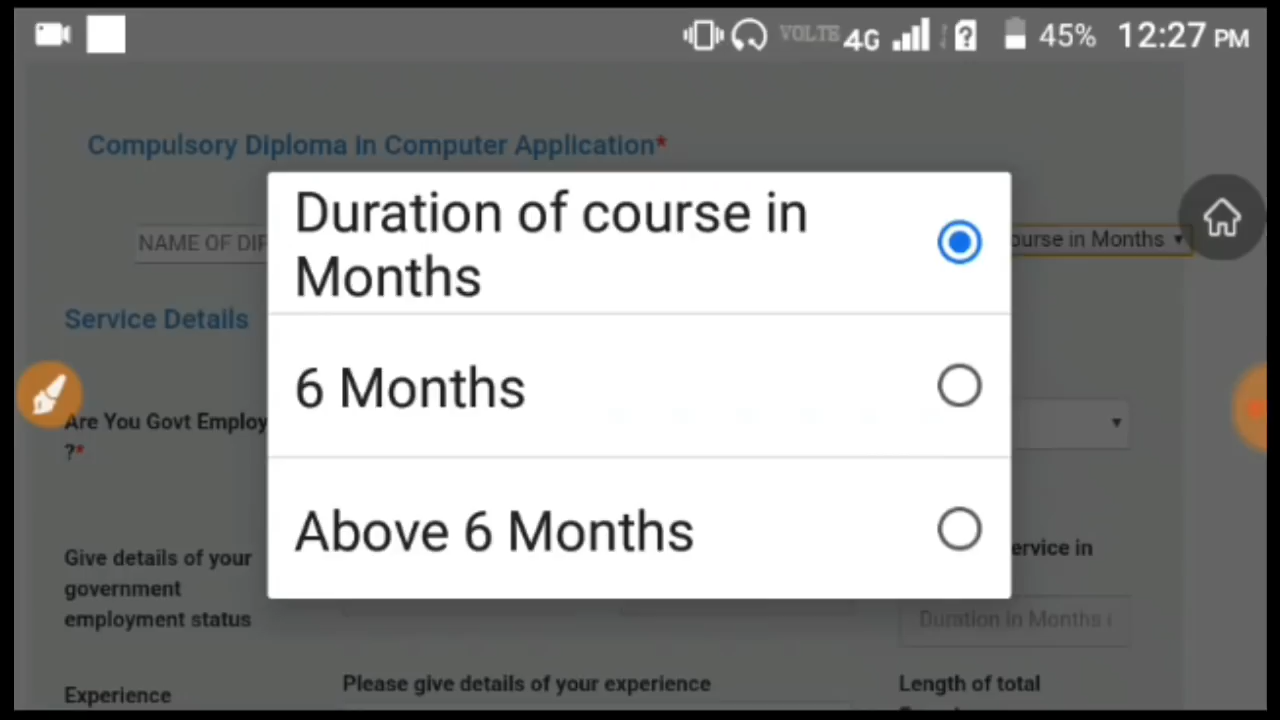 VOLTE 4G 45% 12:27 PM
Compulsory Diploma in Computer Application*
Duration of course in
Months
NAME OF DIP
ourse in Months
Service Details
6 Months
Are You Govt Employ
?*
Above 6 Months
ervice in
Give details of your
government
employment status
Duration in Months
Experience
Please give details of your experience
Length of total